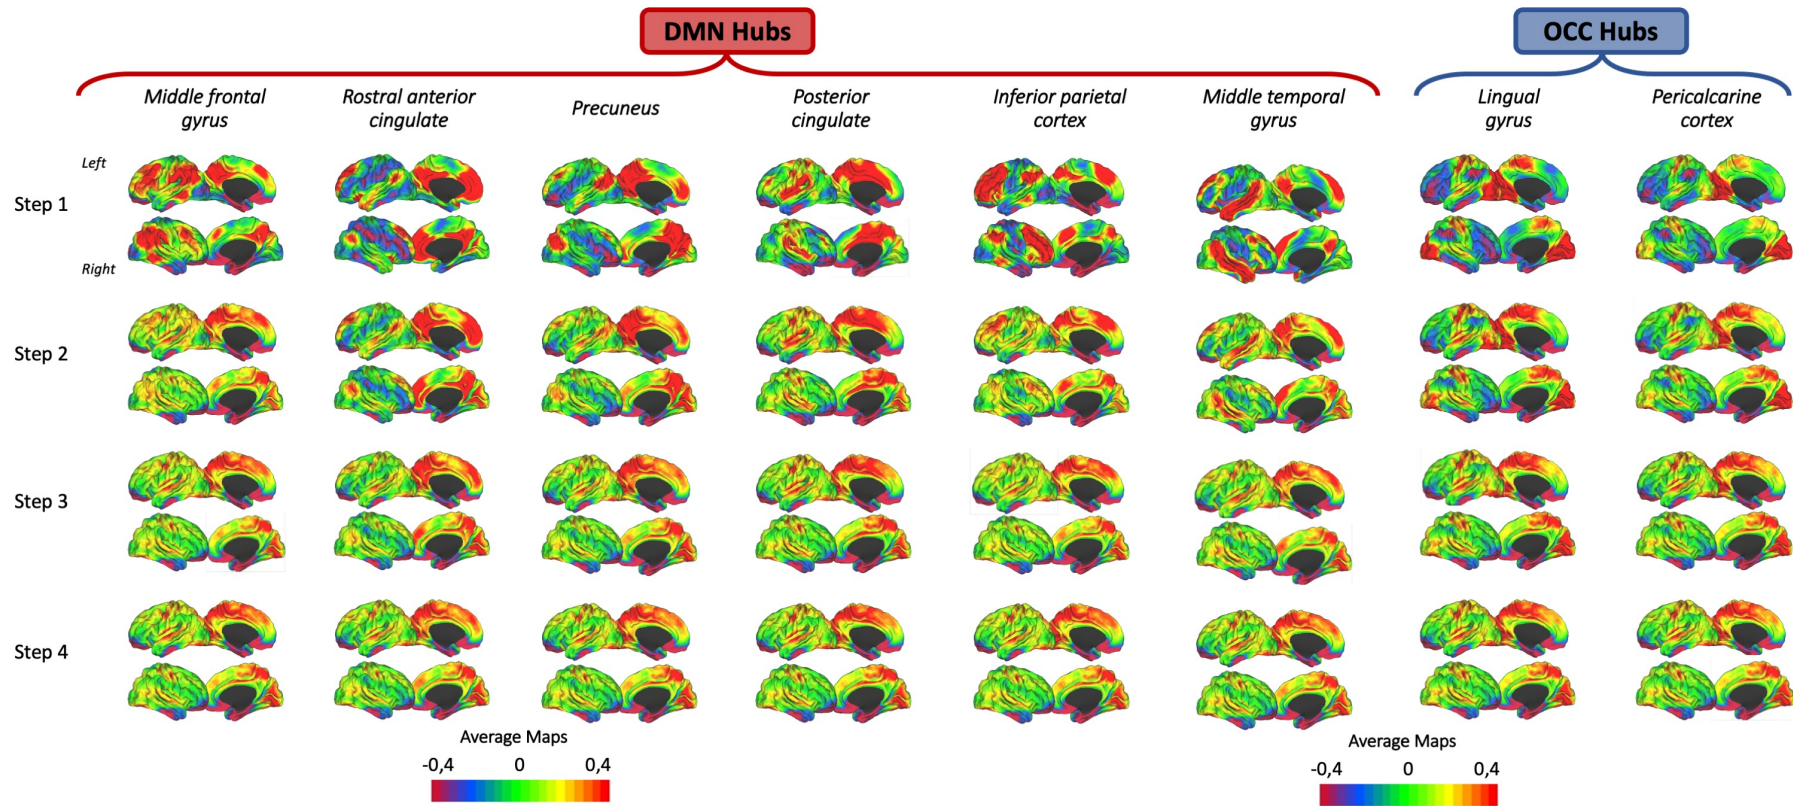 DMN Hubs
OCC Hubs
Middle frontal
gyrus
Rostral anterior
cingulate
Precuneus
Posterior
cingulate
Inferior parietal
cortex
Middle temporal
gyrus
Lingual
gyrus
Pericalcarine
cortex
Left
Step 1
Right
Step 2
Step 3
Step 4
Average Maps
-0,4 0 0,4
Average Maps
-0,4 0 0,4